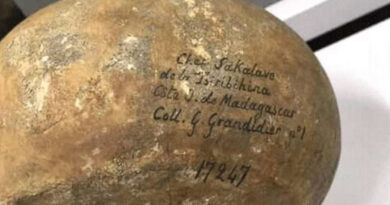 Chef Sakalave
de la Tsiribihina
Côte O. de Madagascar
Coll. G. Grandidier n°1
17247